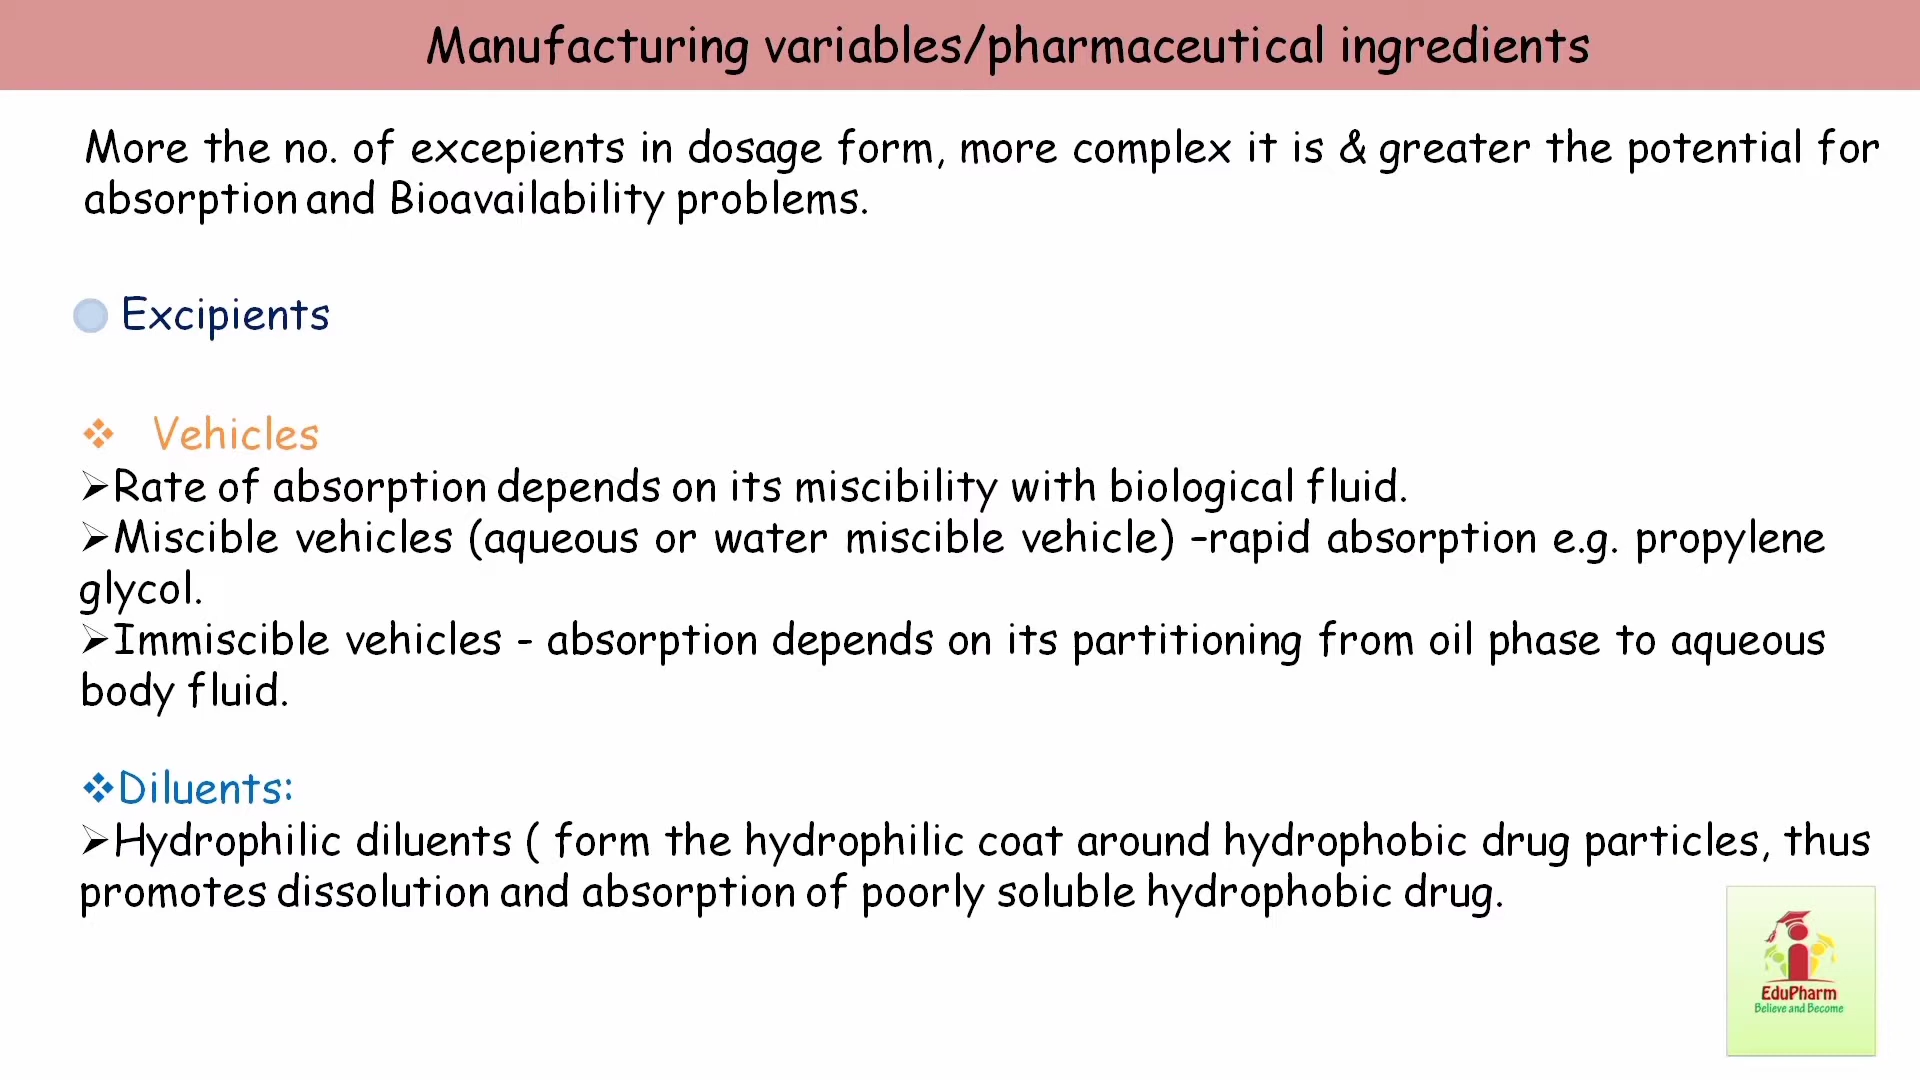 Manufacturing variables/pharmaceutical ingredients
More the no. of excepients in dosage form, more complex it is & greater the potential for
absorption and Bioavailability problems.
Excipients
❖ Vehicles
➢Rate of absorption depends on its miscibility with biological fluid.
➢Miscible vehicles (aqueous or water miscible vehicle) –rapid absorption e.g. propylene
glycol.
➢Immiscible vehicles - absorption depends on its partitioning from oil phase to aqueous
body fluid.
❖Diluents:
➢Hydrophilic diluents ( form the hydrophilic coat around hydrophobic drug particles, thus
promotes dissolution and absorption of poorly soluble hydrophobic drug.
EduPharm
Believe and Become